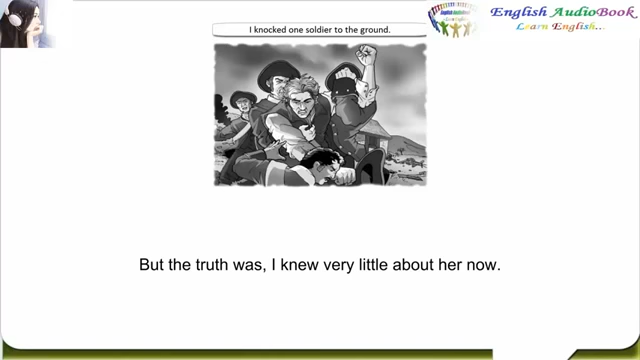 I knocked one soldier to the ground.
English AudioBook
Learn English...
But the truth was, I knew very little about her now.